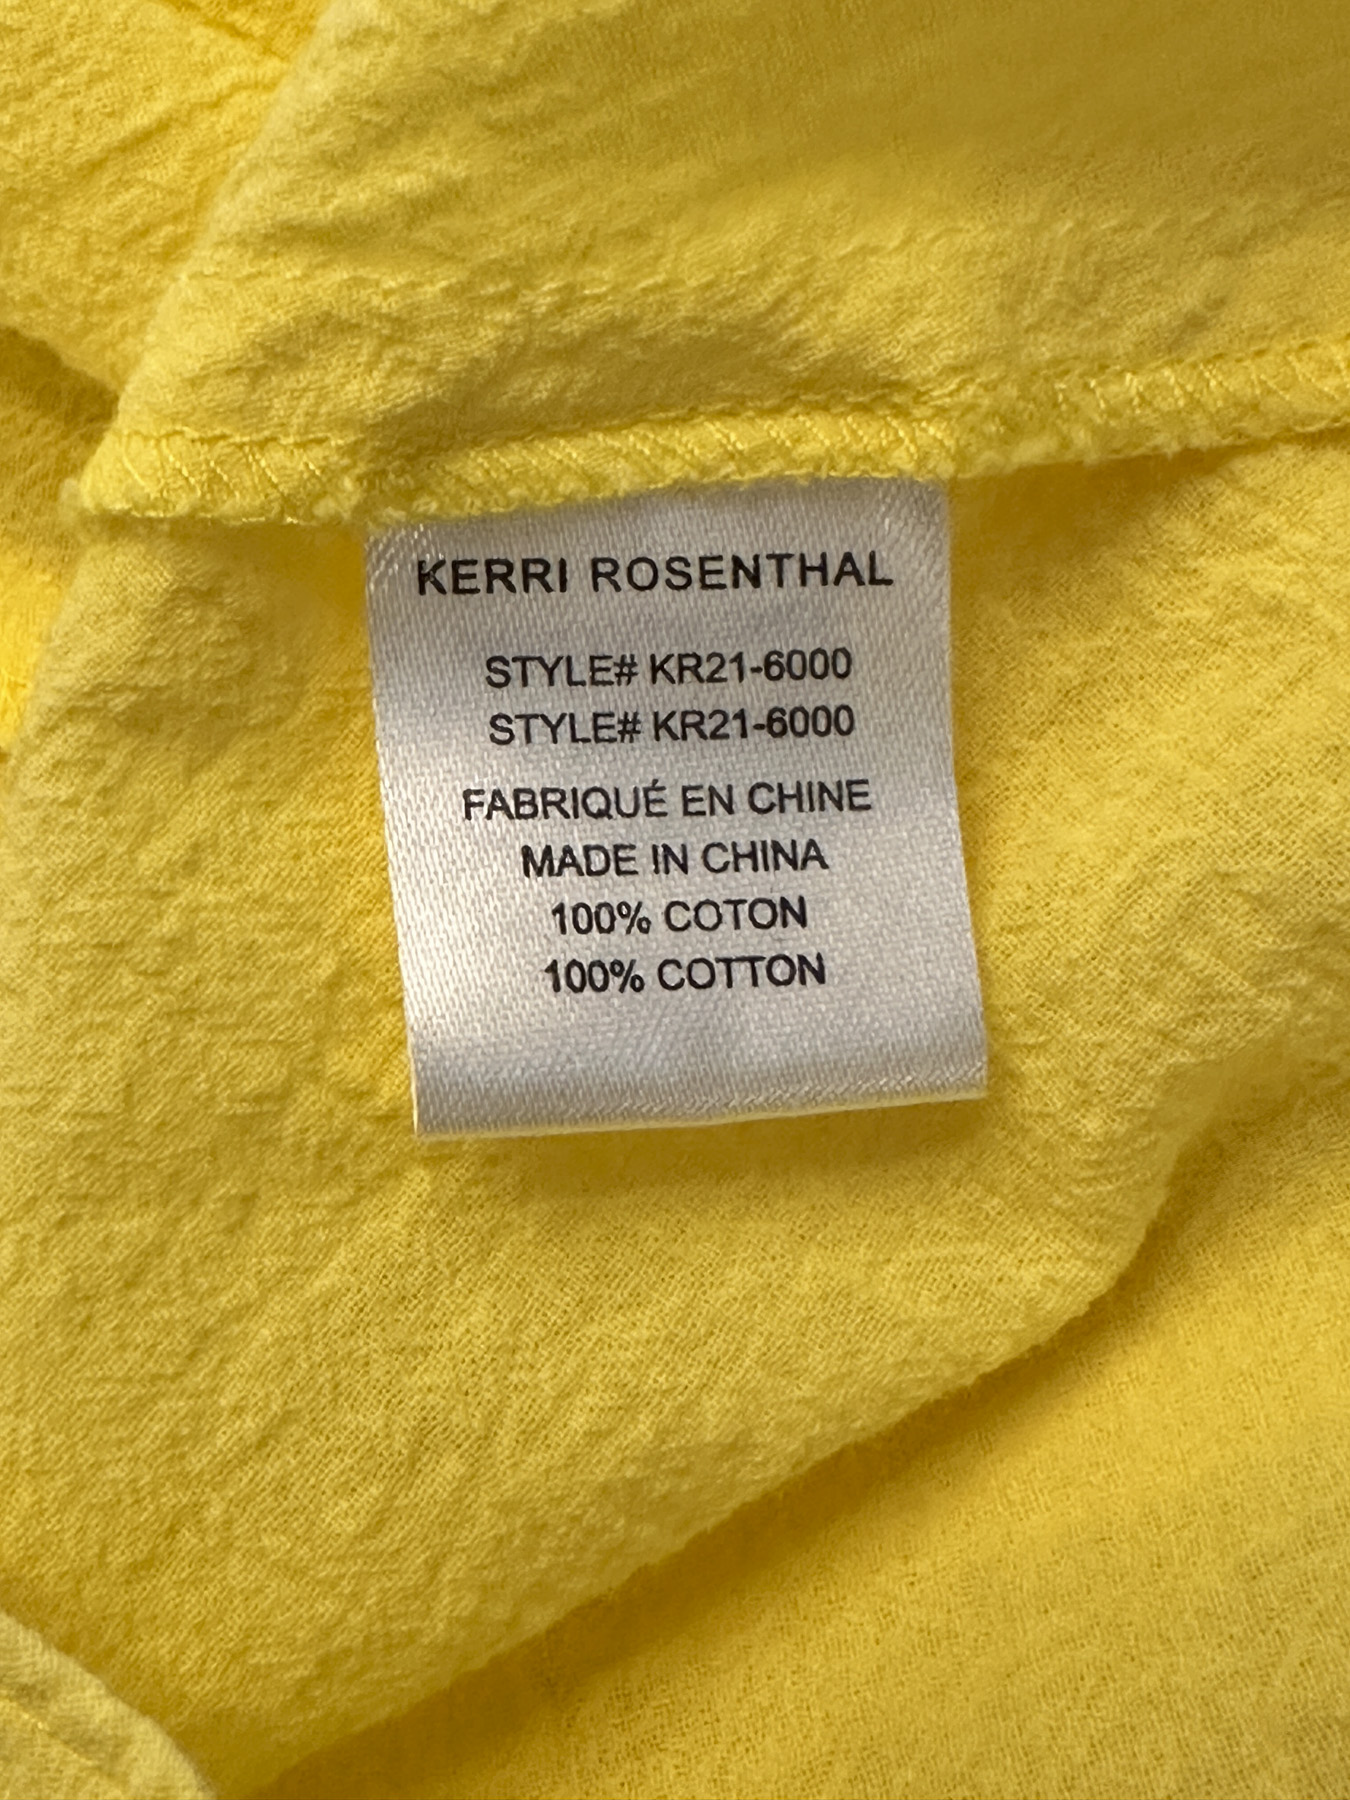 KERRI ROSENTHAL
STYLE# KR21-6000
STYLE# KR21-6000
FABRIQUÉ EN CHINE
MADE IN CHINA
100% COTON
100% COTTON